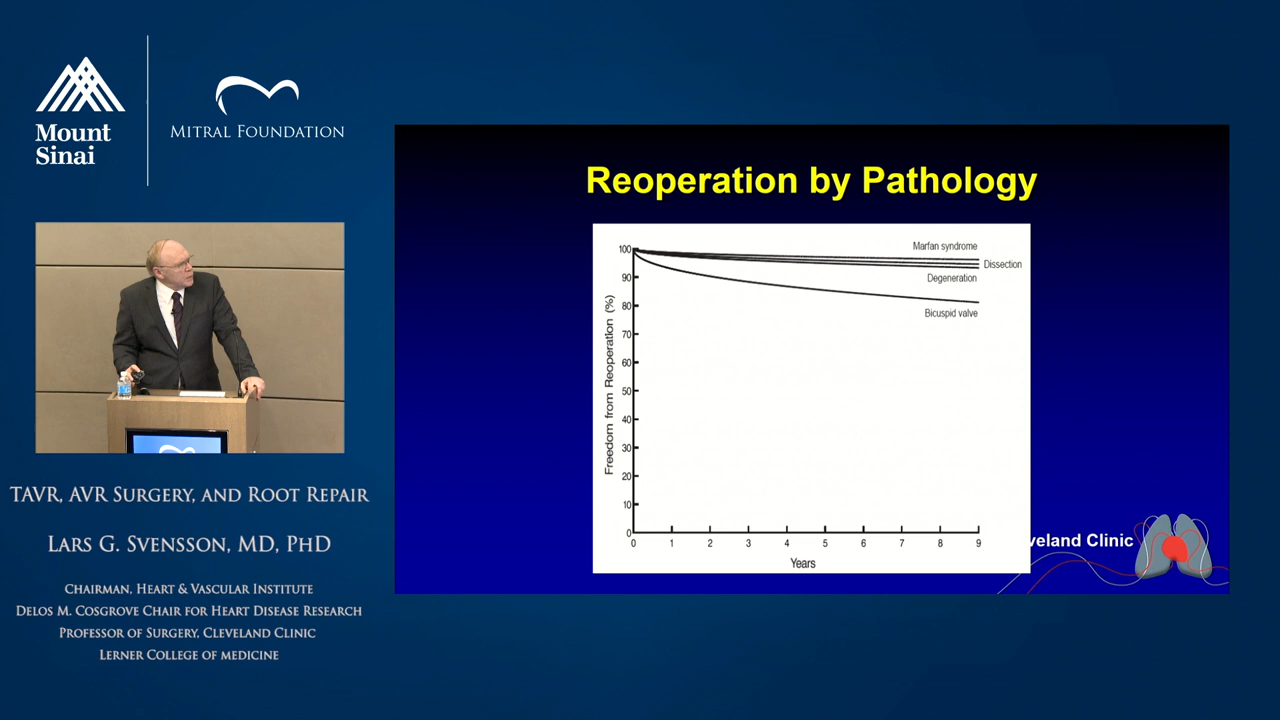 Mount
Sinai
MITRAL FOUNDATION
TAVR, AVR SURGERY, AND ROOT REPAIR
LARS G. SVENSSON, MD, PHD
CHAIRMAN, HEART & VASCULAR INSTITUTE
DELOS M. COSGROVE CHAIR FOR HEART DISEASE RESEARCH
PROFESSOR OF SURGERY, CLEVELAND CLINIC
LERNER COLLEGE OF MEDICINE
Reoperation by Pathology
Freedom from Reoperation (%)
100
90
80
70
60
50
40
30
20
10
0
Marfan syndrome
Dissection
Degeneration
Bicuspid valve
0 1 2 3 4 5 6 7 8 9
Years
veland Clinic